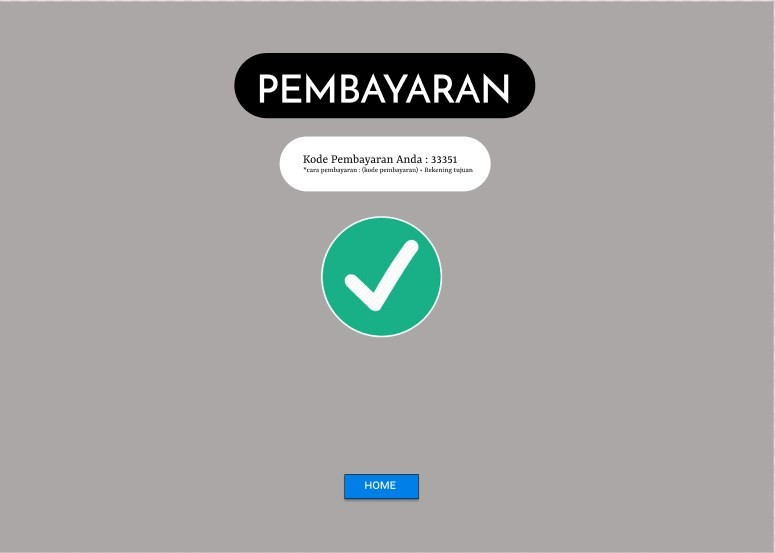 PEMBAYARAN
Kode Pembayaran Anda : 33351
*cara pembayaran : (kode pembayaran) + Rekening tujuan
HOME